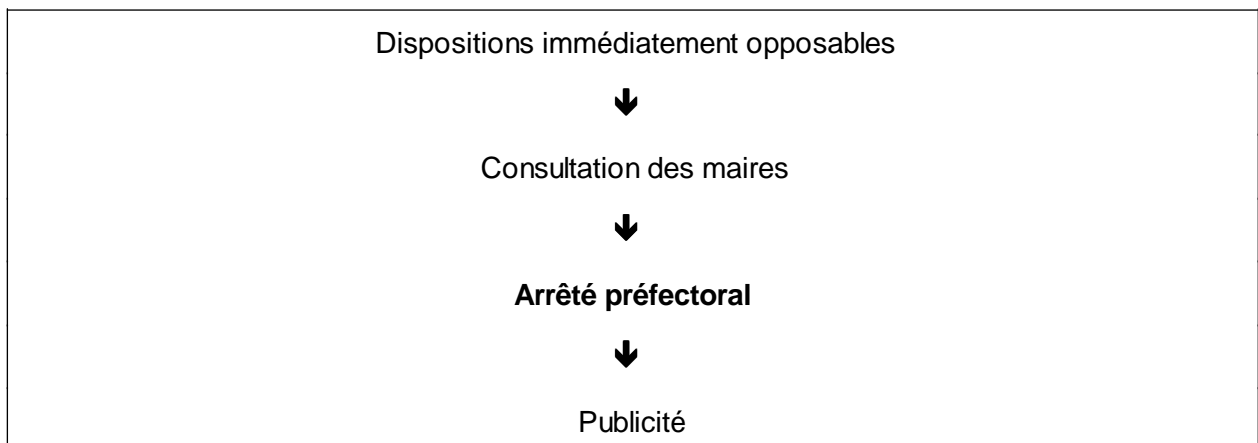 Dispositions immédiatement opposables
Consultation des maires
Arrêté préfectoral
Publicité